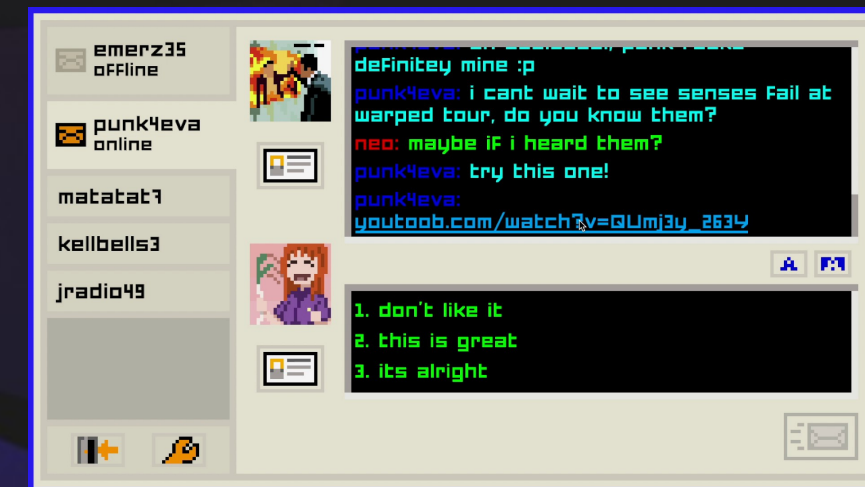 emerz35
offline
punk4eva
online
matatat7
kellbells3
jradio49
definitey mine :p
punk4eva: i cant wait to see senses fail at
warped tour, do you know them?
neo: maybe if i heard them?
punk4eva: try this one!
punk4eva:
youtoob.com/watch?v=QUmj3y_2634
A
1. don't like it
2. this is great
3. its alright